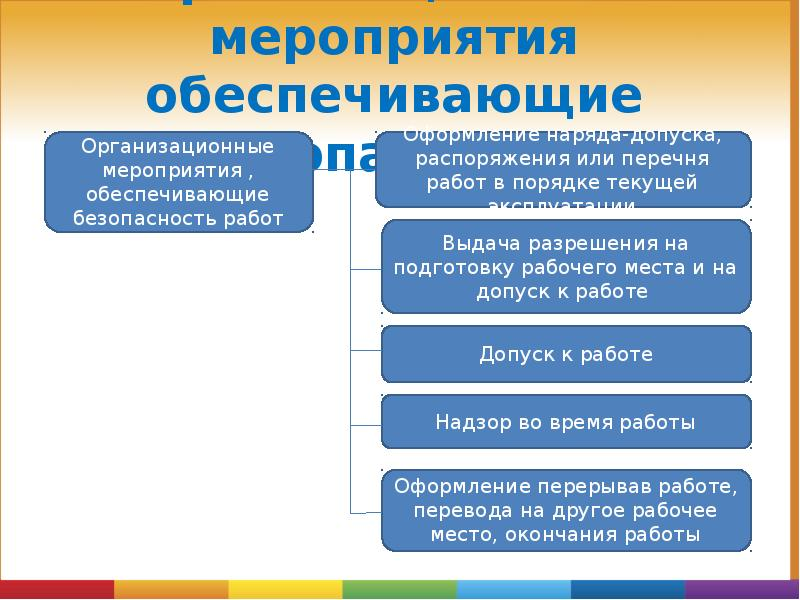 мероприятия
обеспечивающие
Организационные
мероприятия ,
обеспечивающие
безопасность работ
Оформление наряда-допуска,
распоряжения или перечня
работ в порядке текущей
эксплуатации
Выдача разрешения на
подготовку рабочего места и на
допуск к работе
Допуск к работе
Надзор во время работы
Оформление перерывав работе,
перевода на другое рабочее
место, окончания работы